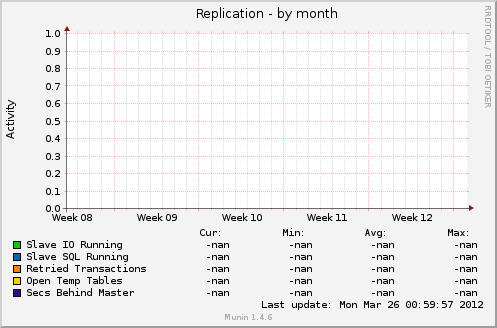 Replication - by month
RRDTOOL / TOBI OETIKER
Activity
1.0
0.9
0.8
0.7
0.6
0.5
0.4
0.3
0.2
0.1
0.0
Week 08 Week 09 Week 10 Week 11 Week 12
Cur: Min: Avg: Max:
Slave IO Running -nan -nan -nan -nan
Slave SQL Running -nan -nan -nan -nan
Retried Transactions -nan -nan -nan -nan
Open Temp Tables -nan -nan -nan -nan
Secs Behind Master -nan -nan -nan -nan
Last update: Mon Mar 26 00:59:57 2012
Munin 1.4.6